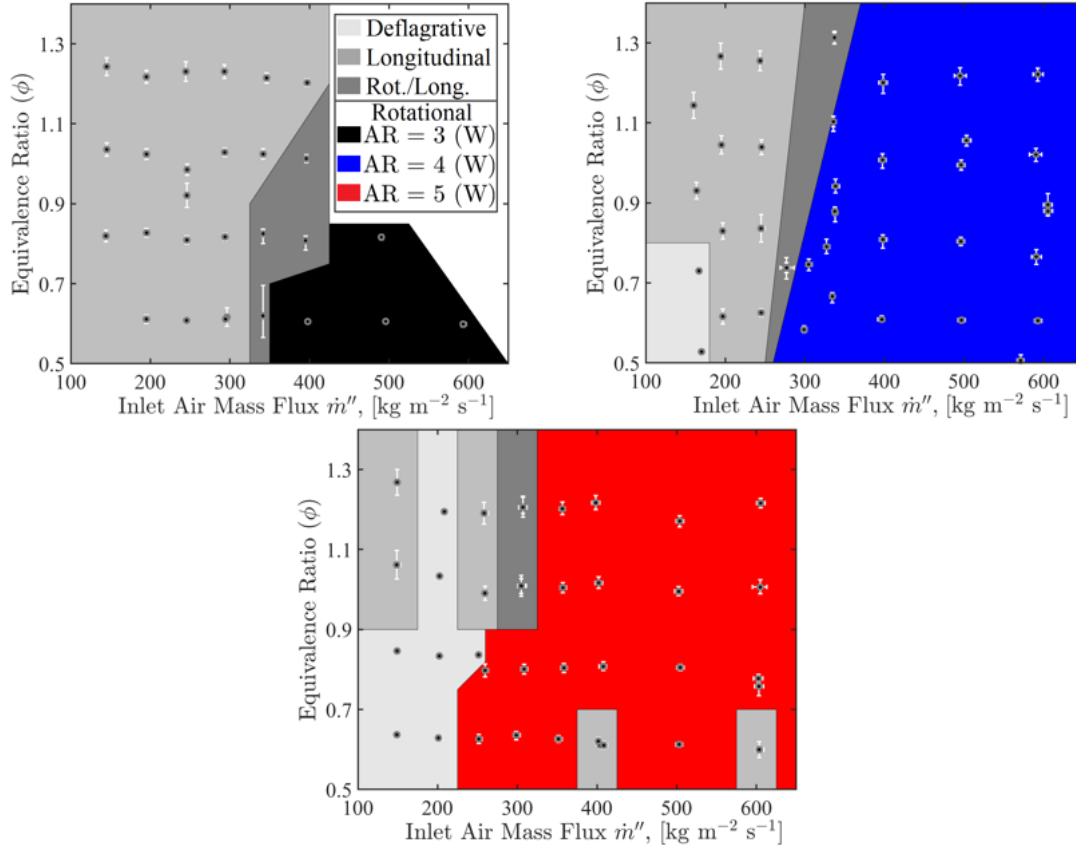 1.3
1.1
0.9
0.7
0.5
Equivalence Ratio (ϕ)
100 200 300 400 500 600
Inlet Air Mass Flux ṁ″, [kg m⁻² s⁻¹]
Deflagrative
Longitudinal
Rot./Long.
Rotational
AR = 3 (W)
AR = 4 (W)
AR = 5 (W)
1.3
1.1
0.9
0.7
0.5
Equivalence Ratio (ϕ)
100 200 300 400 500 600
Inlet Air Mass Flux ṁ″, [kg m⁻² s⁻¹]
1.3
1.1
0.9
0.7
0.5
Equivalence Ratio (ϕ)
100 200 300 400 500 600
Inlet Air Mass Flux ṁ″, [kg m⁻² s⁻¹]